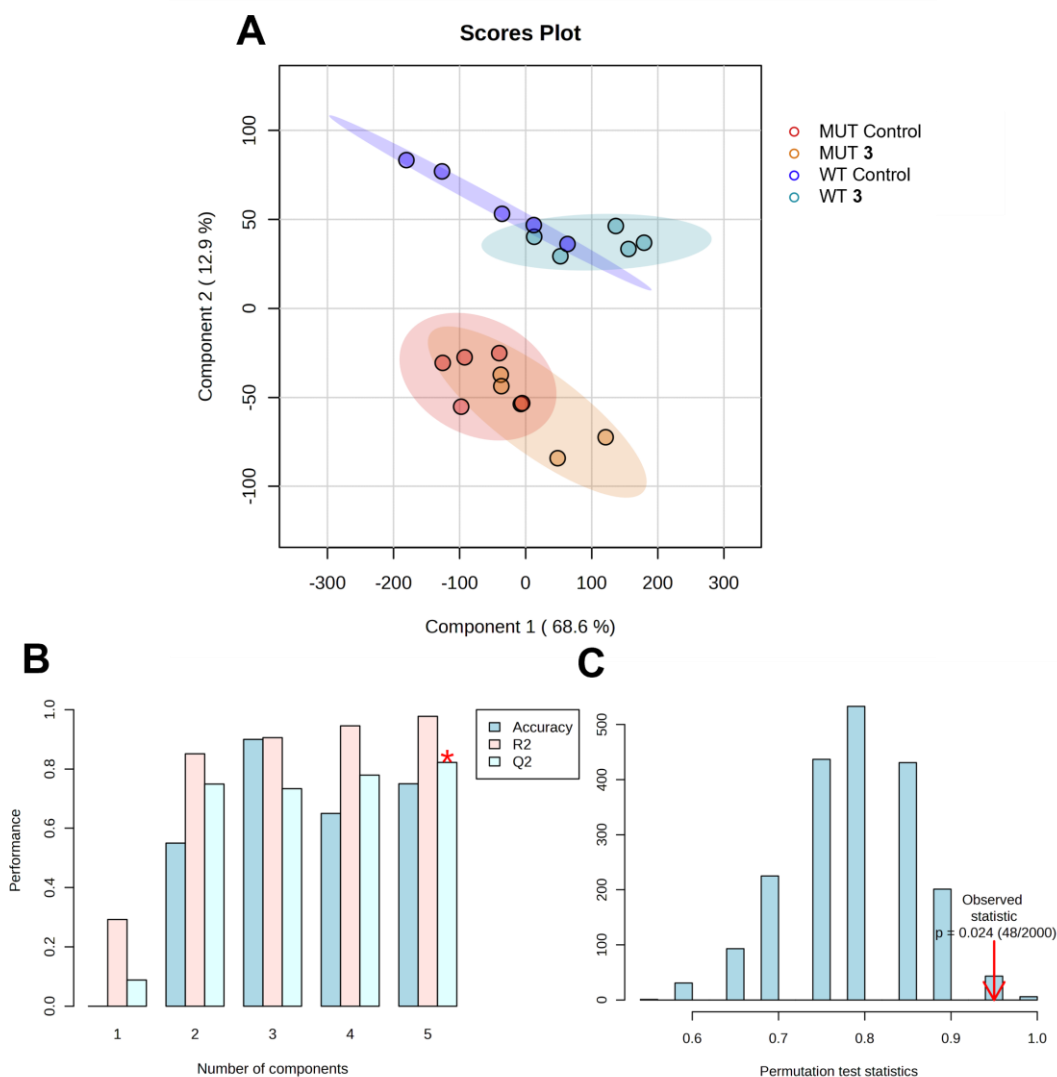 A
Scores Plot
Component 2 ( 12.9 %)
100
50
0
-50
-100
-300 -200 -100 0 100 200 300
Component 1 ( 68.6 %)
MUT Control
MUT 3
WT Control
WT 3
B
Performance
1.0
0.8
0.6
0.4
0.2
0.0
1 2 3 4 5
Number of components
Accuracy
R2
Q2
*
C
500
400
300
200
100
0
Observed
statistic
p = 0.024 (48/2000)
0.6 0.7 0.8 0.9 1.0
Permutation test statistics